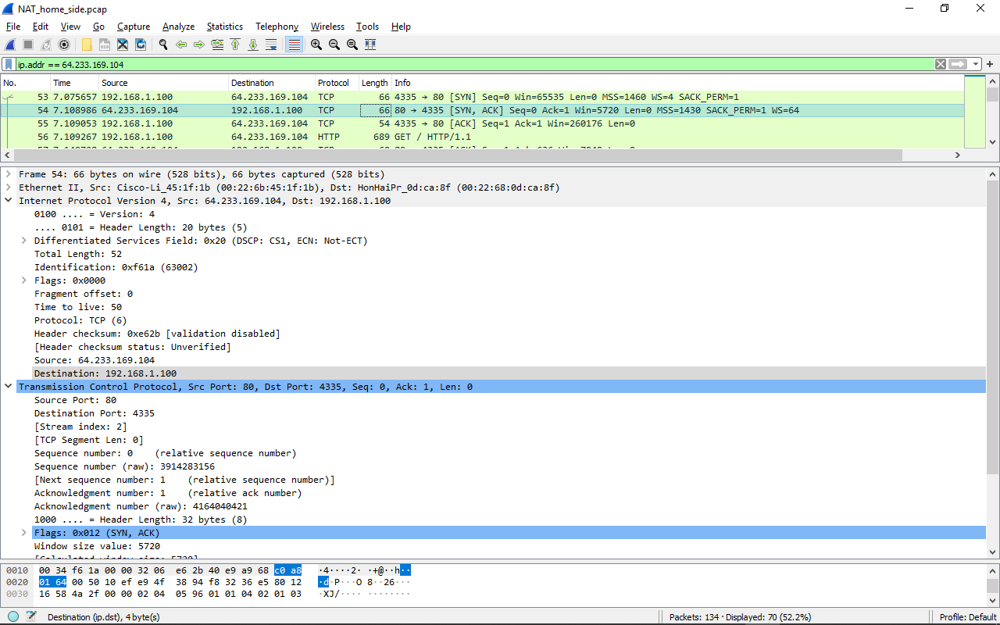 NAT_home_side.pcap
File Edit View Go Capture Analyze Statistics Telephony Wireless Tools Help
ip.addr == 64.233.169.104
No. Time Source Destination Protocol Length Info
53 7.075657 192.168.1.100 64.233.169.104 TCP 66 4335 → 80 [SYN] Seq=0 Win=65535 Len=0 MSS=1460 WS=4 SACK_PERM=1
54 7.108986 64.233.169.104 192.168.1.100 TCP 66 80 → 4335 [SYN, ACK] Seq=0 Ack=1 Win=5720 Len=0 MSS=1430 SACK_PERM=1 WS=64
55 7.109053 192.168.1.100 64.233.169.104 TCP 54 4335 → 80 [ACK] Seq=1 Ack=1 Win=260176 Len=0
56 7.109267 192.168.1.100 64.233.169.104 HTTP 689 GET / HTTP/1.1
Frame 54: 66 bytes on wire (528 bits), 66 bytes captured (528 bits)
Ethernet II, Src: Cisco-Li_45:1f:1b (00:22:6b:45:1f:1b), Dst: HonHaiPr_0d:ca:8f (00:22:68:0d:ca:8f)
Internet Protocol Version 4, Src: 64.233.169.104, Dst: 192.168.1.100
0100 .... = Version: 4
.... 0101 = Header Length: 20 bytes (5)
Differentiated Services Field: 0x20 (DSCP: CS1, ECN: Not-ECT)
Total Length: 52
Identification: 0xf61a (63002)
Flags: 0x0000
Fragment offset: 0
Time to live: 50
Protocol: TCP (6)
Header checksum: 0xe62b [validation disabled]
[Header checksum status: Unverified]
Source: 64.233.169.104
Destination: 192.168.1.100
Transmission Control Protocol, Src Port: 80, Dst Port: 4335, Seq: 0, Ack: 1, Len: 0
Source Port: 80
Destination Port: 4335
[Stream index: 2]
[TCP Segment Len: 0]
Sequence number: 0 (relative sequence number)
Sequence number (raw): 3914283156
[Next sequence number: 1 (relative sequence number)]
Acknowledgment number: 1 (relative ack number)
Acknowledgment number (raw): 4164040421
1000 .... = Header Length: 32 bytes (8)
Flags: 0x012 (SYN, ACK)
Window size value: 5720
[Calculated window size: 5720]
0010 00 34 f6 1a 00 00 32 06 e6 2b 40 e9 a9 68 c0 a8 ·4····2· ·+@··h··
0020 01 64 00 50 10 ef e9 4f 38 94 f8 32 36 e5 80 12 ·d·P···O 8··26···
0030 16 58 4a 2f 00 00 02 04 05 96 01 01 04 02 01 03 ·XJ/···· ········
Destination (ip.dst), 4 byte(s)
Packets: 134 · Displayed: 70 (52.2%)
Profile: Default